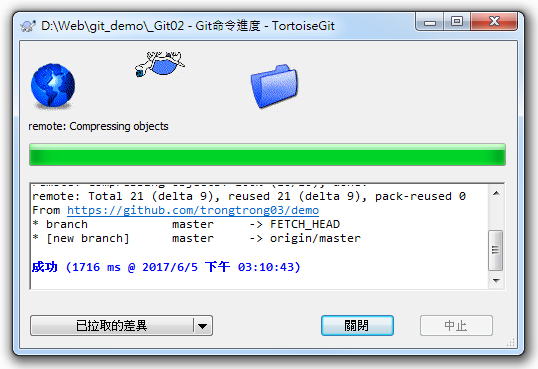 D:\Web\git_demo\_Git02 - Git命令進度 - TortoiseGit
remote: Compressing objects
remote: Total 21 (delta 9), reused 21 (delta 9), pack-reused 0
From https://github.com/trongtrong03/demo
* branch master -> FETCH_HEAD
* [new branch] master -> origin/master
成功 (1716 ms @ 2017/6/5 下午 03:10:43)
已拉取的差異
關閉
中止